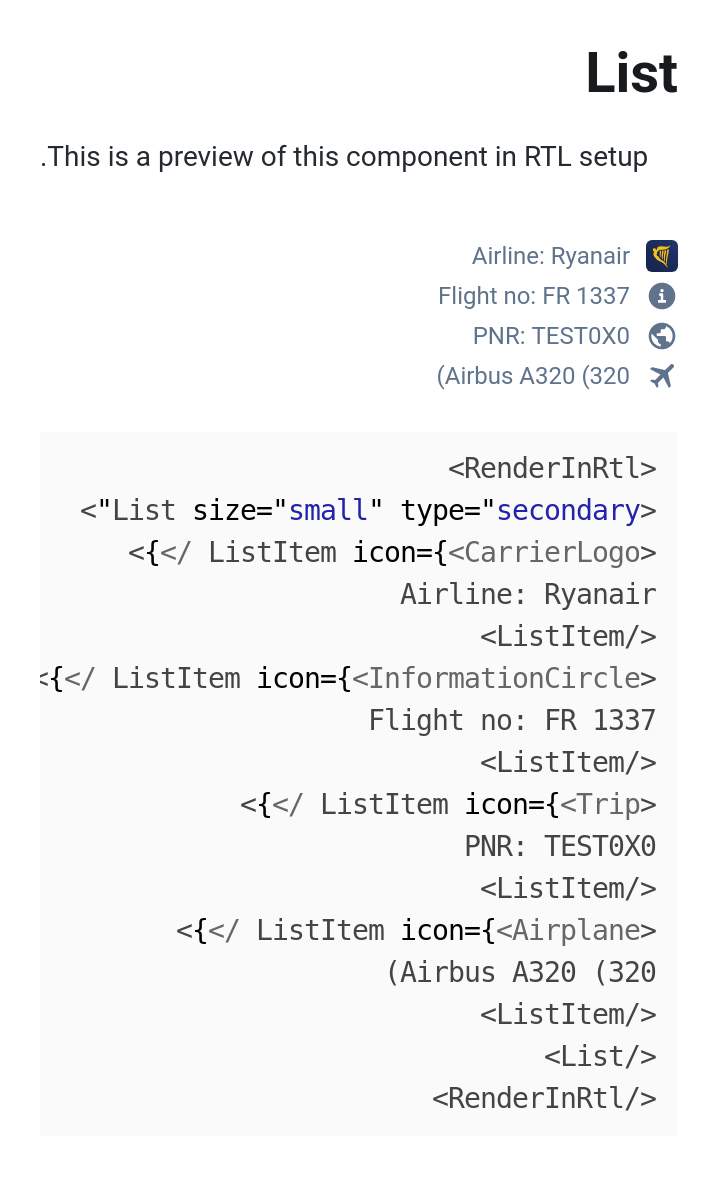 List
.This is a preview of this component in RTL setup
Airline: Ryanair
Flight no: FR 1337
PNR: TEST0X0
(Airbus A320 (320
<RenderInRtl>
<"List size="small" type="secondary>
<{</ ListItem icon={<CarrierLogo>
Airline: Ryanair
<ListItem/>
<{</ ListItem icon={<InformationCircle>
Flight no: FR 1337
<ListItem/>
<{</ ListItem icon={<Trip>
PNR: TEST0X0
<ListItem/>
<{</ ListItem icon={<Airplane>
(Airbus A320 (320
<ListItem/>
<List/>
<RenderInRtl/>